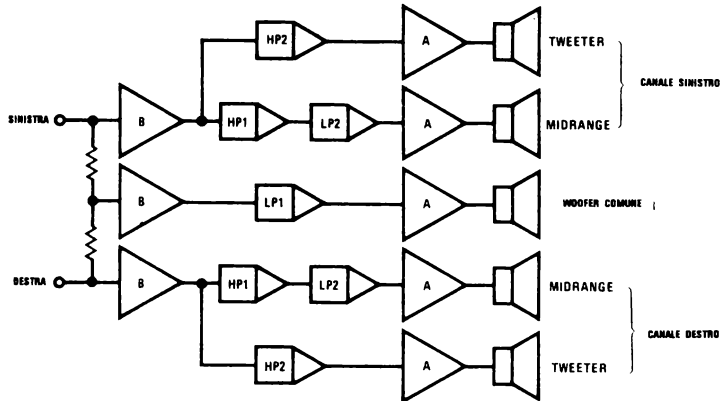 HP2 A TWEETER
CANALE SINISTRO
SINISTRA B HP1 LP2 A MIDRANGE
B LP1 A WOOFER COMUNE
DESTRA B HP1 LP2 A MIDRANGE
CANALE DESTRO
HP2 A TWEETER